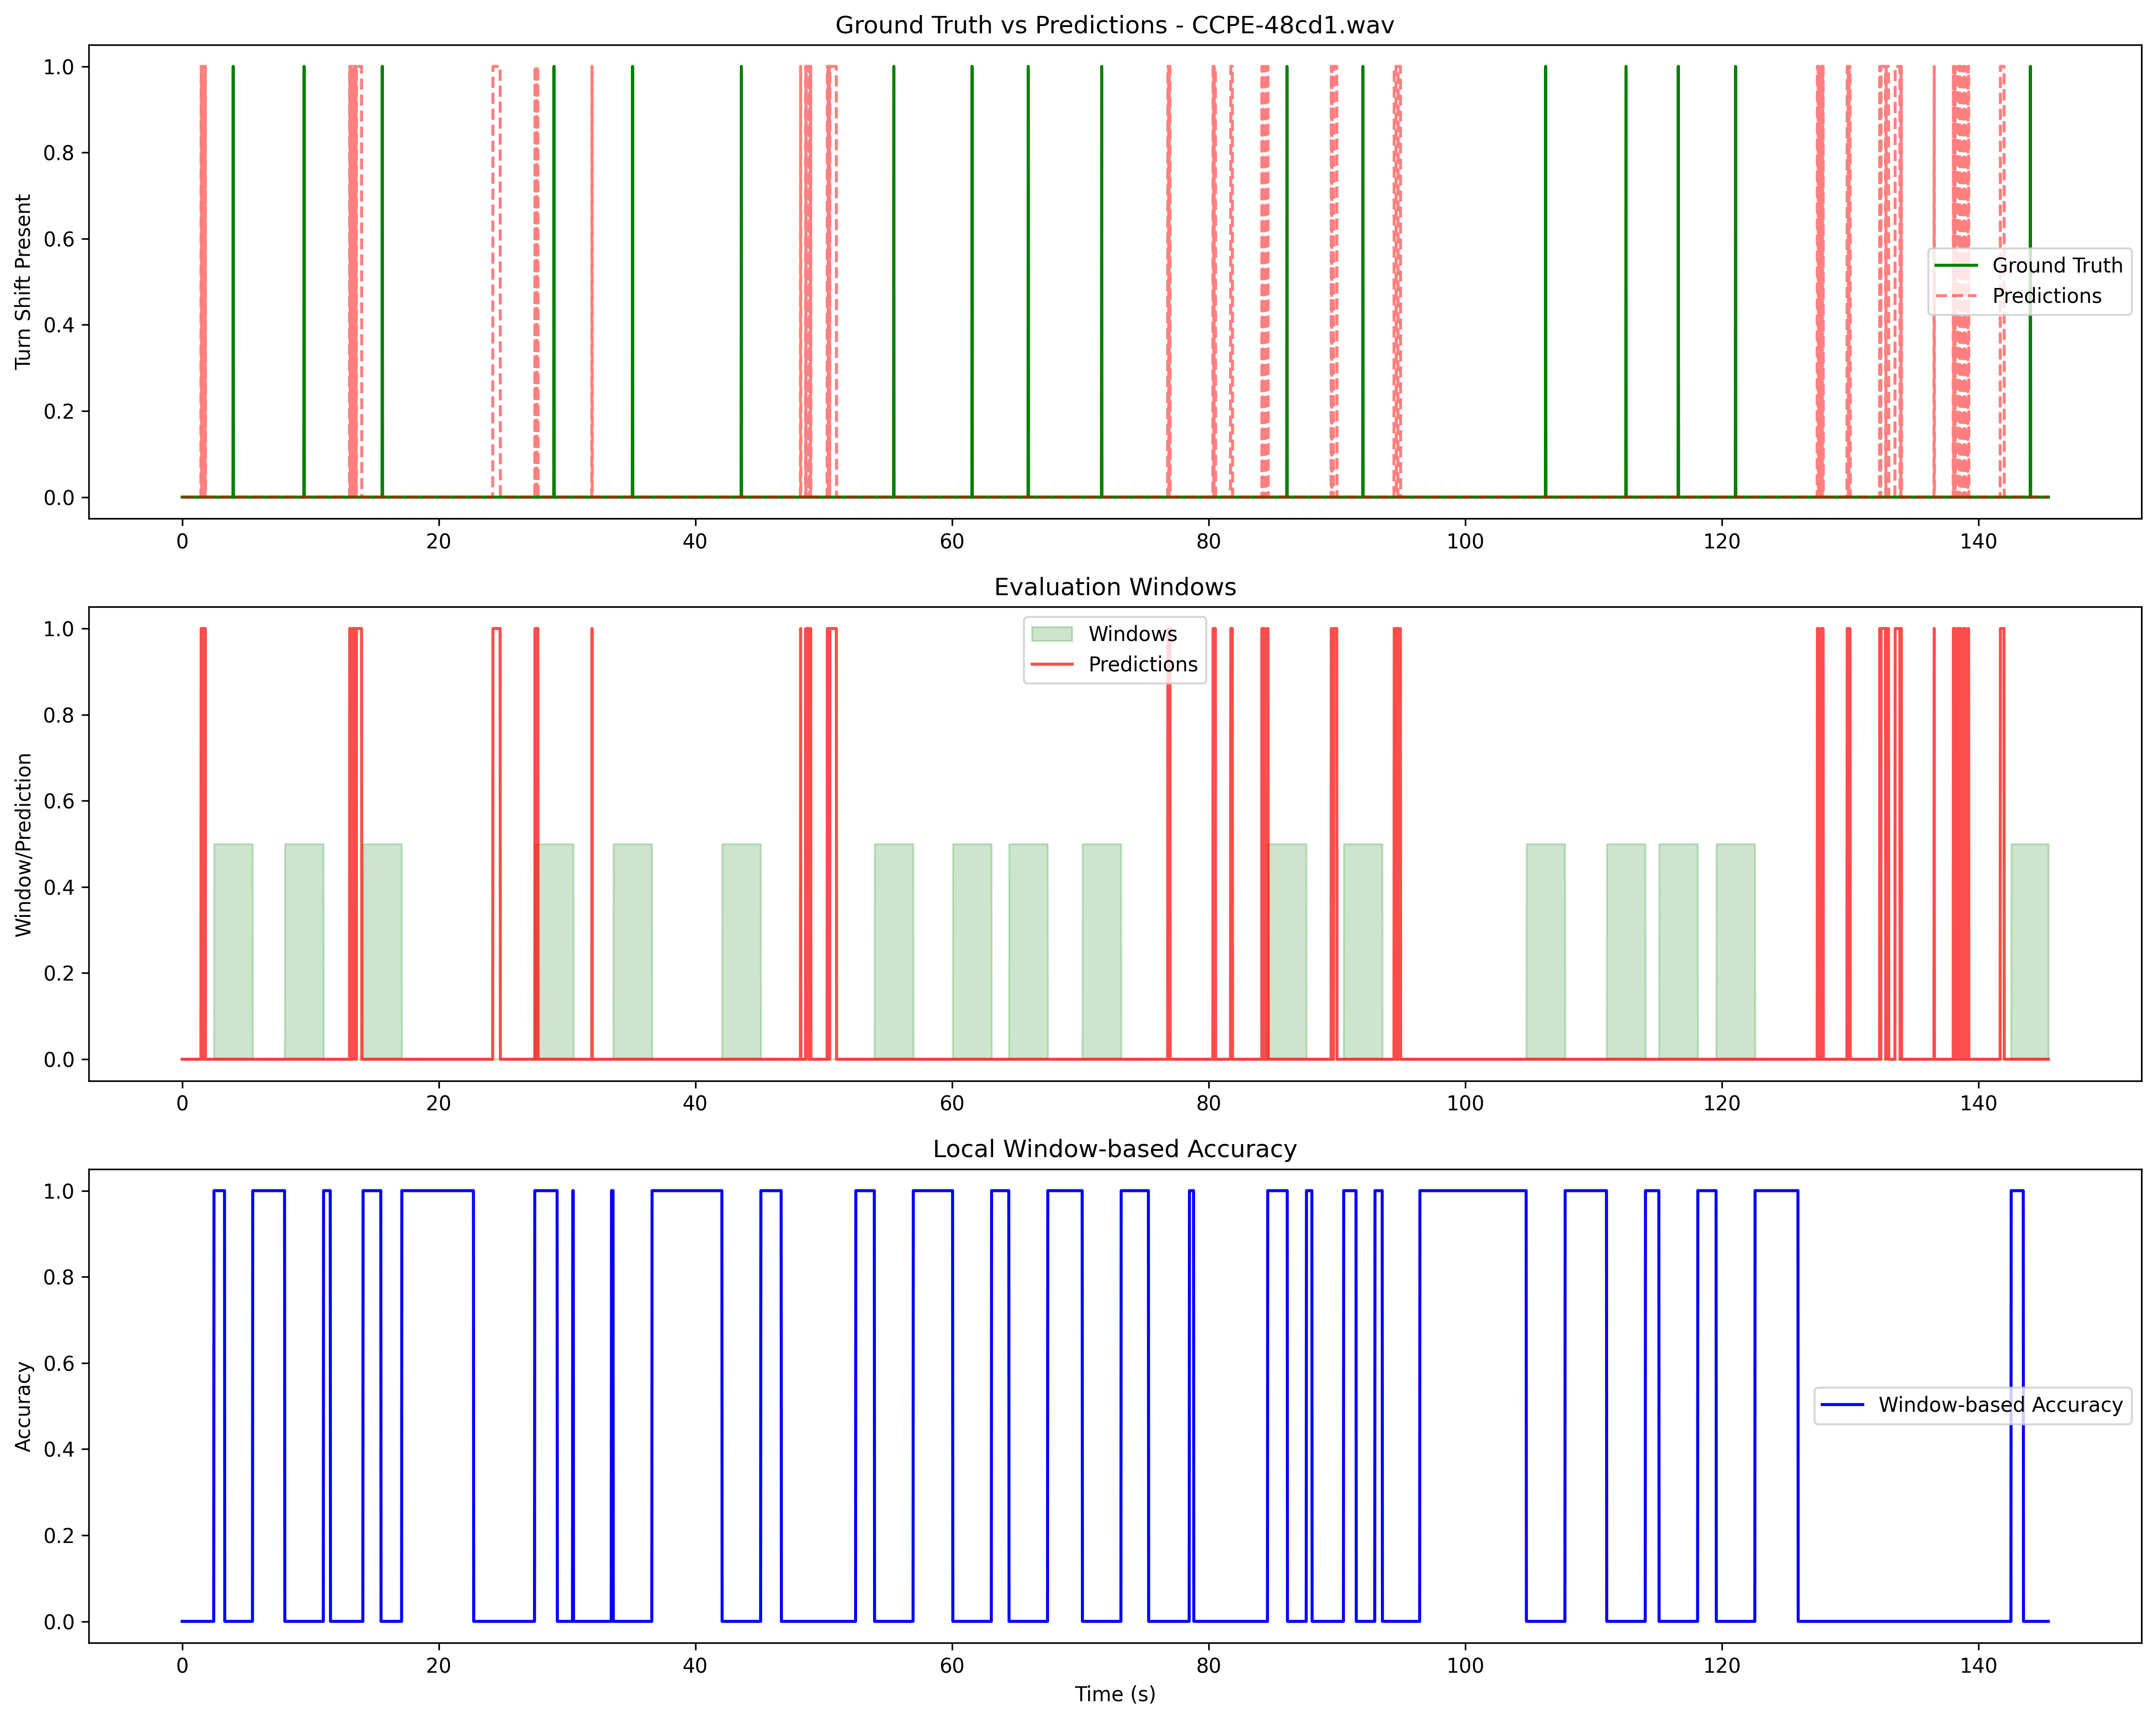 Ground Truth vs Predictions - CCPE-48cd1.wav
Turn Shift Present
1.0
0.8
0.6
0.4
0.2
0.0
Ground Truth
Predictions
0 20 40 60 80 100 120 140
Evaluation Windows
Window/Prediction
1.0
0.8
0.6
0.4
0.2
0.0
Windows
Predictions
0 20 40 60 80 100 120 140
Local Window-based Accuracy
Accuracy
1.0
0.8
0.6
0.4
0.2
0.0
Window-based Accuracy
0 20 40 60 80 100 120 140
Time (s)